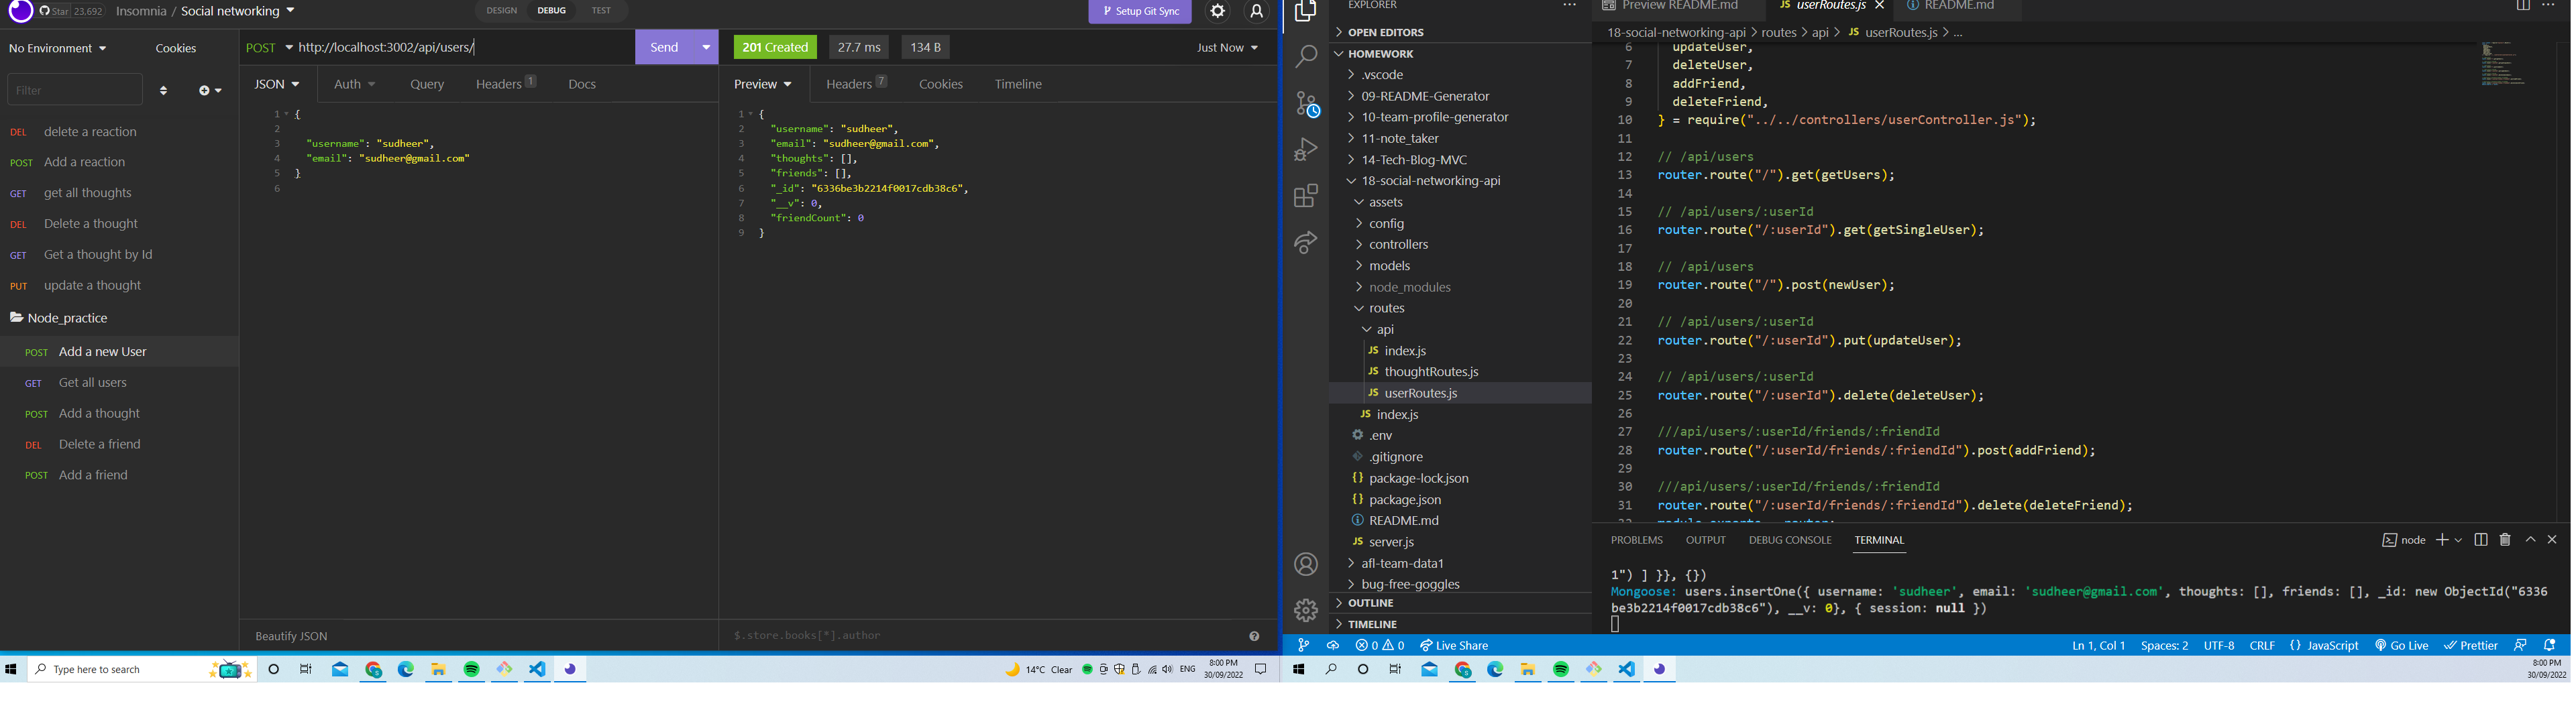 Star 23,692 Insomnia / Social networking
DESIGN DEBUG TEST
Setup Git Sync
No Environment Cookies
POST http://localhost:3002/api/users/ Send
201 Created 27.7 ms 134 B Just Now
Filter
JSON Auth Query Headers 1 Docs
Preview Headers 7 Cookies Timeline
DEL delete a reaction
POST Add a reaction
GET get all thoughts
DEL Delete a thought
GET Get a thought by Id
PUT update a thought
Node_practice
POST Add a new User
GET Get all users
POST Add a thought
DEL Delete a friend
POST Add a friend
1 {
2
3 "username": "sudheer",
4 "email": "sudheer@gmail.com"
5 }
6
Beautify JSON
1 {
2 "username": "sudheer",
3 "email": "sudheer@gmail.com",
4 "thoughts": [],
5 "friends": [],
6 "_id": "6336be3b2214f0017cdb38c6",
7 "__v": 0,
8 "friendCount": 0
9 }
$.store.books[*].author
EXPLORER
OPEN EDITORS
HOMEWORK
.vscode
09-README-Generator
10-team-profile-generator
11-note_taker
14-Tech-Blog-MVC
18-social-networking-api
assets
config
controllers
models
node_modules
routes
api
JS index.js
JS thoughtRoutes.js
JS userRoutes.js
JS index.js
.env
.gitignore
{} package-lock.json
{} package.json
README.md
JS server.js
afl-team-data1
bug-free-goggles
OUTLINE
TIMELINE
Preview README.md JS userRoutes.js README.md
18-social-networking-api > routes > api > JS userRoutes.js > ...
6 updateUser,
7 deleteUser,
8 addFriend,
9 deleteFriend,
10 } = require("../../controllers/userController.js");
11
12 // /api/users
13 router.route("/").get(getUsers);
14
15 // /api/users/:userId
16 router.route("/:userId").get(getSingleUser);
17
18 // /api/users
19 router.route("/").post(newUser);
20
21 // /api/users/:userId
22 router.route("/:userId").put(updateUser);
23
24 // /api/users/:userId
25 router.route("/:userId").delete(deleteUser);
26
27 ///api/users/:userId/friends/:friendId
28 router.route("/:userId/friends/:friendId").post(addFriend);
29
30 ///api/users/:userId/friends/:friendId
31 router.route("/:userId/friends/:friendId").delete(deleteFriend);
PROBLEMS OUTPUT DEBUG CONSOLE TERMINAL node
1") ] }}, {})
Mongoose: users.insertOne({ username: 'sudheer', email: 'sudheer@gmail.com', thoughts: [], friends: [], _id: new ObjectId("6336
be3b2214f0017cdb38c6"), __v: 0}, { session: null })
0 0 Live Share Ln 1, Col 1 Spaces: 2 UTF-8 CRLF {} JavaScript Go Live Prettier
Type here to search 14°C Clear ENG 8:00 PM
30/09/2022
8:00 PM
30/09/2022